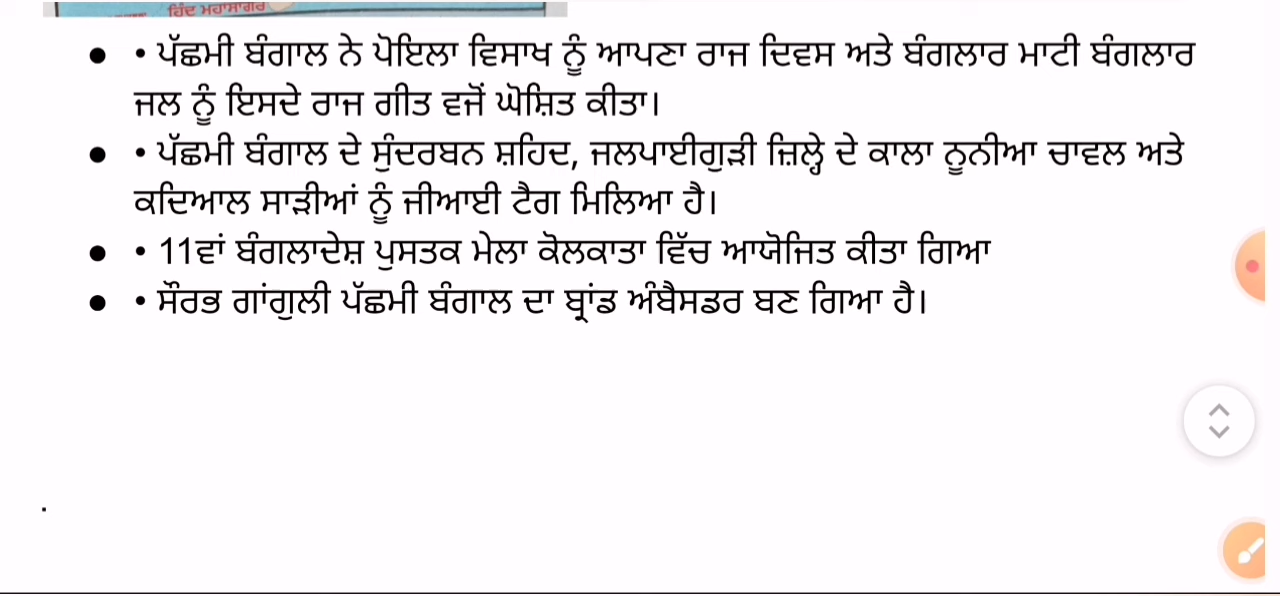 ਹਿੰਦ ਮਹਾਸਾਗਰ
• ਪੱਛਮੀ ਬੰਗਾਲ ਨੇ ਪੋਇਲਾ ਵਿਸਾਖ ਨੂੰ ਆਪਣਾ ਰਾਜ ਦਿਵਸ ਅਤੇ ਬੰਗਲਾਰ ਮਾਟੀ ਬੰਗਲਾਰ
ਜਲ ਨੂੰ ਇਸਦੇ ਰਾਜ ਗੀਤ ਵਜੋਂ ਘੋਸ਼ਿਤ ਕੀਤਾ।
• ਪੱਛਮੀ ਬੰਗਾਲ ਦੇ ਸੁੰਦਰਬਨ ਸ਼ਹਿਦ, ਜਲਪਾਈਗੁੜੀ ਜ਼ਿਲ੍ਹੇ ਦੇ ਕਾਲਾ ਨੂਨੀਆ ਚਾਵਲ ਅਤੇ
ਕਦਿਆਲ ਸਾੜੀਆਂ ਨੂੰ ਜੀਆਈ ਟੈਗ ਮਿਲਿਆ ਹੈ।
• 11ਵਾਂ ਬੰਗਲਾਦੇਸ਼ ਪੁਸਤਕ ਮੇਲਾ ਕੋਲਕਾਤਾ ਵਿੱਚ ਆਯੋਜਿਤ ਕੀਤਾ ਗਿਆ
• ਸੌਰਭ ਗਾਂਗੁਲੀ ਪੱਛਮੀ ਬੰਗਾਲ ਦਾ ਬ੍ਰਾਂਡ ਅੰਬੈਸਡਰ ਬਣ ਗਿਆ ਹੈ।